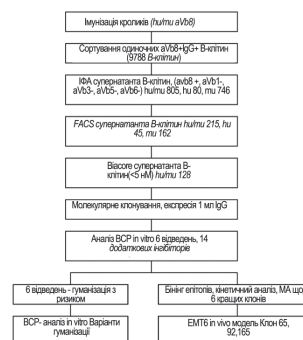 Імунізація кроликів (hu/mu aVb8)
Сортування одиночних aVb8+IgG+ В-клітин
(9788 В-клітин)
ІФА супернатанта В-клітин, (avb8 +, aVb1-,
aVb3-, aVb5-, aVb6-) hu/mu 805, hu 80, mu 746
FACS супернатанта В-клітин hu/mu 215, hu
45, mu 162
Biacore супернатанта В-
клітин(<5 нМ) hu/mu 128
Молекулярне клонування, експресія 1 мл IgG
Аналіз ВСР in vitro 6 відведень, 14
додаткових інгібіторів
6 відведень - гуманізація з
ризиком
ВСР- аналіз in vitro Варіанти
гуманізації
Бінінг епітопів, кінетичний аналіз, МА що
6 кращих клонів
EMT6 in vivo модель Клон 65,
92,165